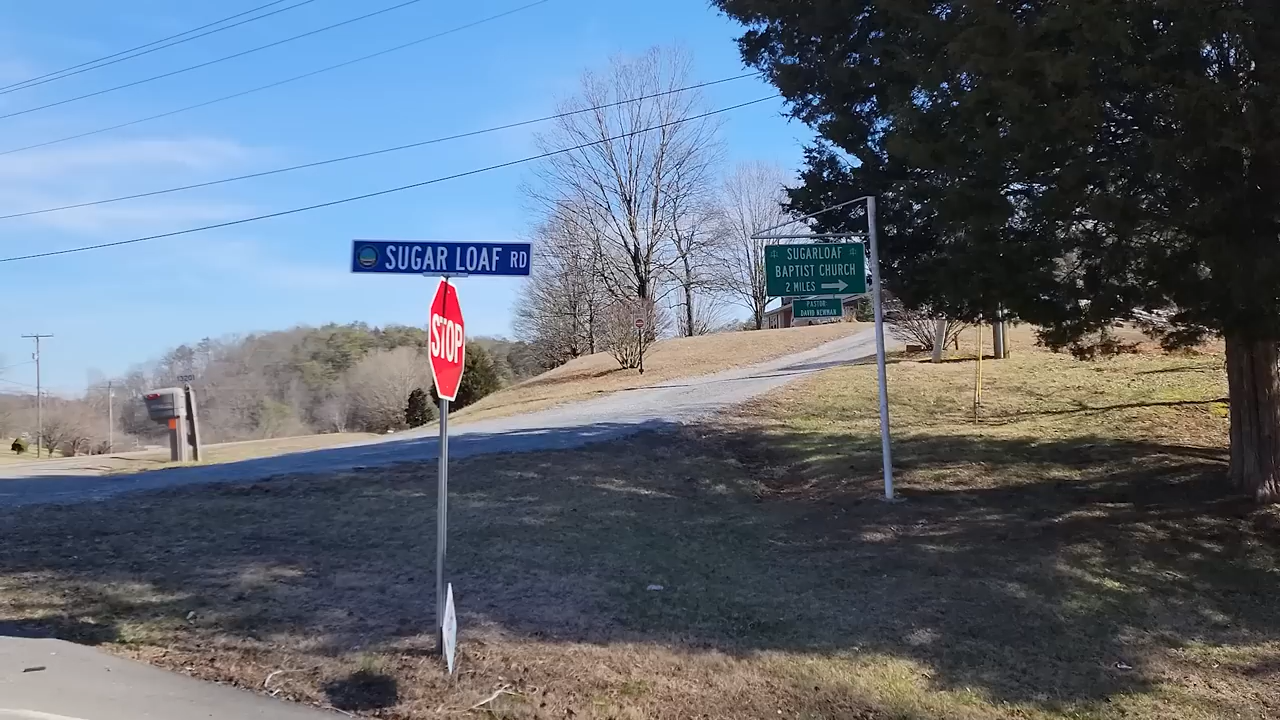 SUGAR LOAF RD
STOP
SUGARLOAF
BAPTIST CHURCH
2 MILES
PASTOR:
DAVID NEWMAN